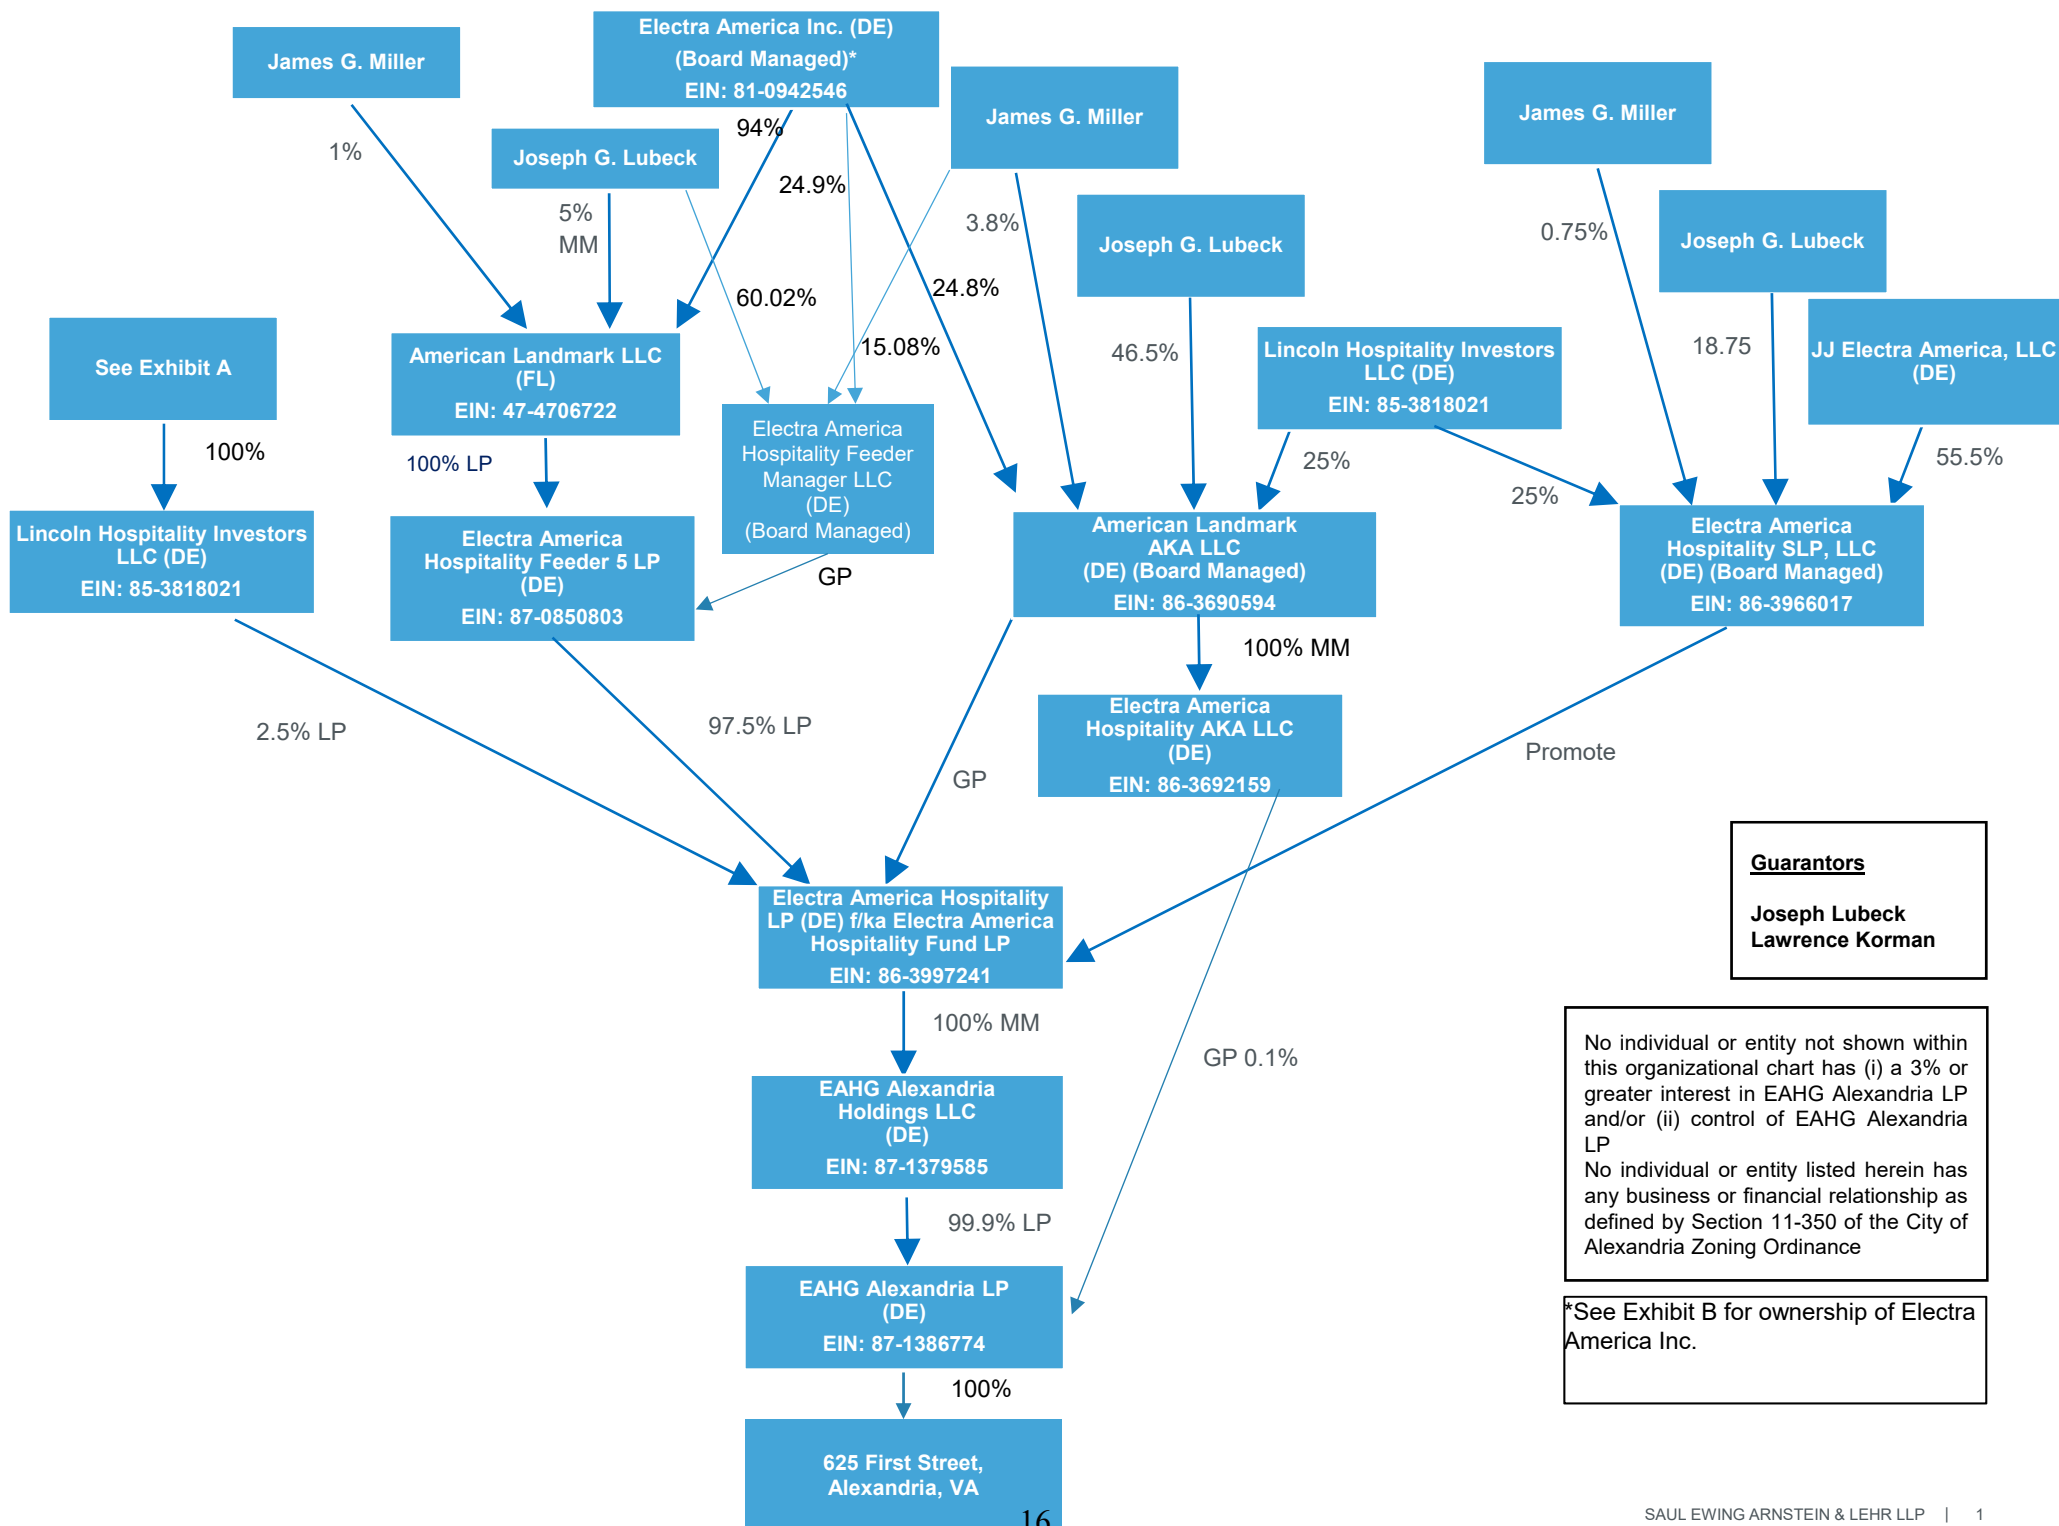 Electra America Inc. (DE)
(Board Managed)*
EIN: 81-0942546
James G. Miller
James G. Miller
James G. Miller
94%
1%
Joseph G. Lubeck
24.9%
5%
MM
3.8%
Joseph G. Lubeck
0.75%
Joseph G. Lubeck
60.02%
24.8%
15.08%
46.5%
18.75
See Exhibit A
American Landmark LLC
(FL)
EIN: 47-4706722
Lincoln Hospitality Investors
LLC (DE)
EIN: 85-3818021
JJ Electra America, LLC
(DE)
100%
100% LP
Electra America
Hospitality Feeder
Manager LLC
(DE)
(Board Managed)
25%
25%
55.5%
Lincoln Hospitality Investors
LLC (DE)
EIN: 85-3818021
Electra America
Hospitality Feeder 5 LP
(DE)
EIN: 87-0850803
GP
American Landmark
AKA LLC
(DE) (Board Managed)
EIN: 86-3690594
Electra America
Hospitality SLP, LLC
(DE) (Board Managed)
EIN: 86-3966017
100% MM
2.5% LP
97.5% LP
GP
Electra America
Hospitality AKA LLC
(DE)
EIN: 86-3692159
Promote
Electra America Hospitality
LP (DE) f/ka Electra America
Hospitality Fund LP
EIN: 86-3997241
Guarantors
Joseph Lubeck
Lawrence Korman
100% MM
GP 0.1%
No individual or entity not shown within
this organizational chart has (i) a 3% or
greater interest in EAHG Alexandria LP
and/or (ii) control of EAHG Alexandria
LP
No individual or entity listed herein has
any business or financial relationship as
defined by Section 11-350 of the City of
Alexandria Zoning Ordinance
EAHG Alexandria
Holdings LLC
(DE)
EIN: 87-1379585
99.9% LP
EAHG Alexandria LP
(DE)
EIN: 87-1386774
*See Exhibit B for ownership of Electra
America Inc.
100%
625 First Street,
Alexandria, VA
16
SAUL EWING ARNSTEIN & LEHR LLP | 1